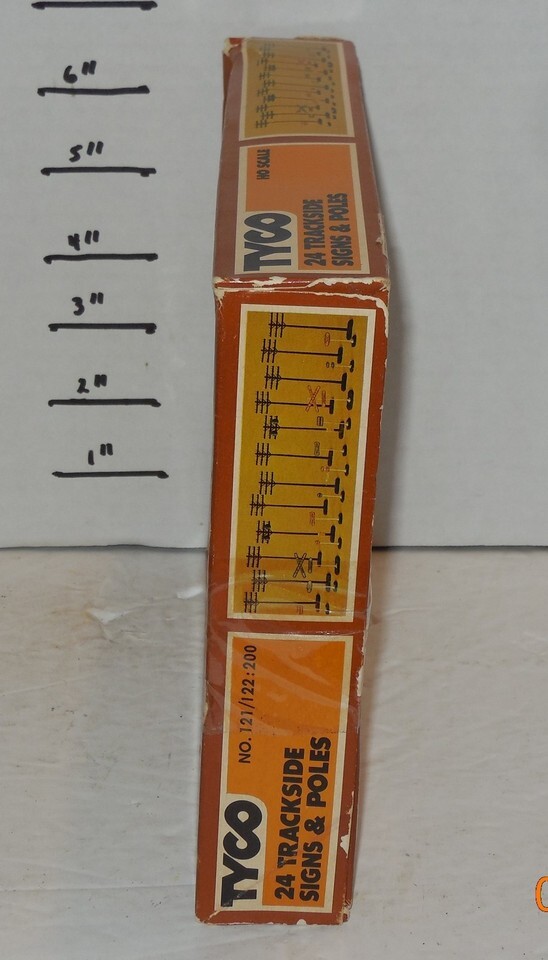 6"
5"
4"
3"
2"
1"
TYCO
HO SCALE
24 TRACKSIDE
SIGNS & POLES
TYCO
NO. 121/122:200
24 TRACKSIDE
SIGNS & POLES